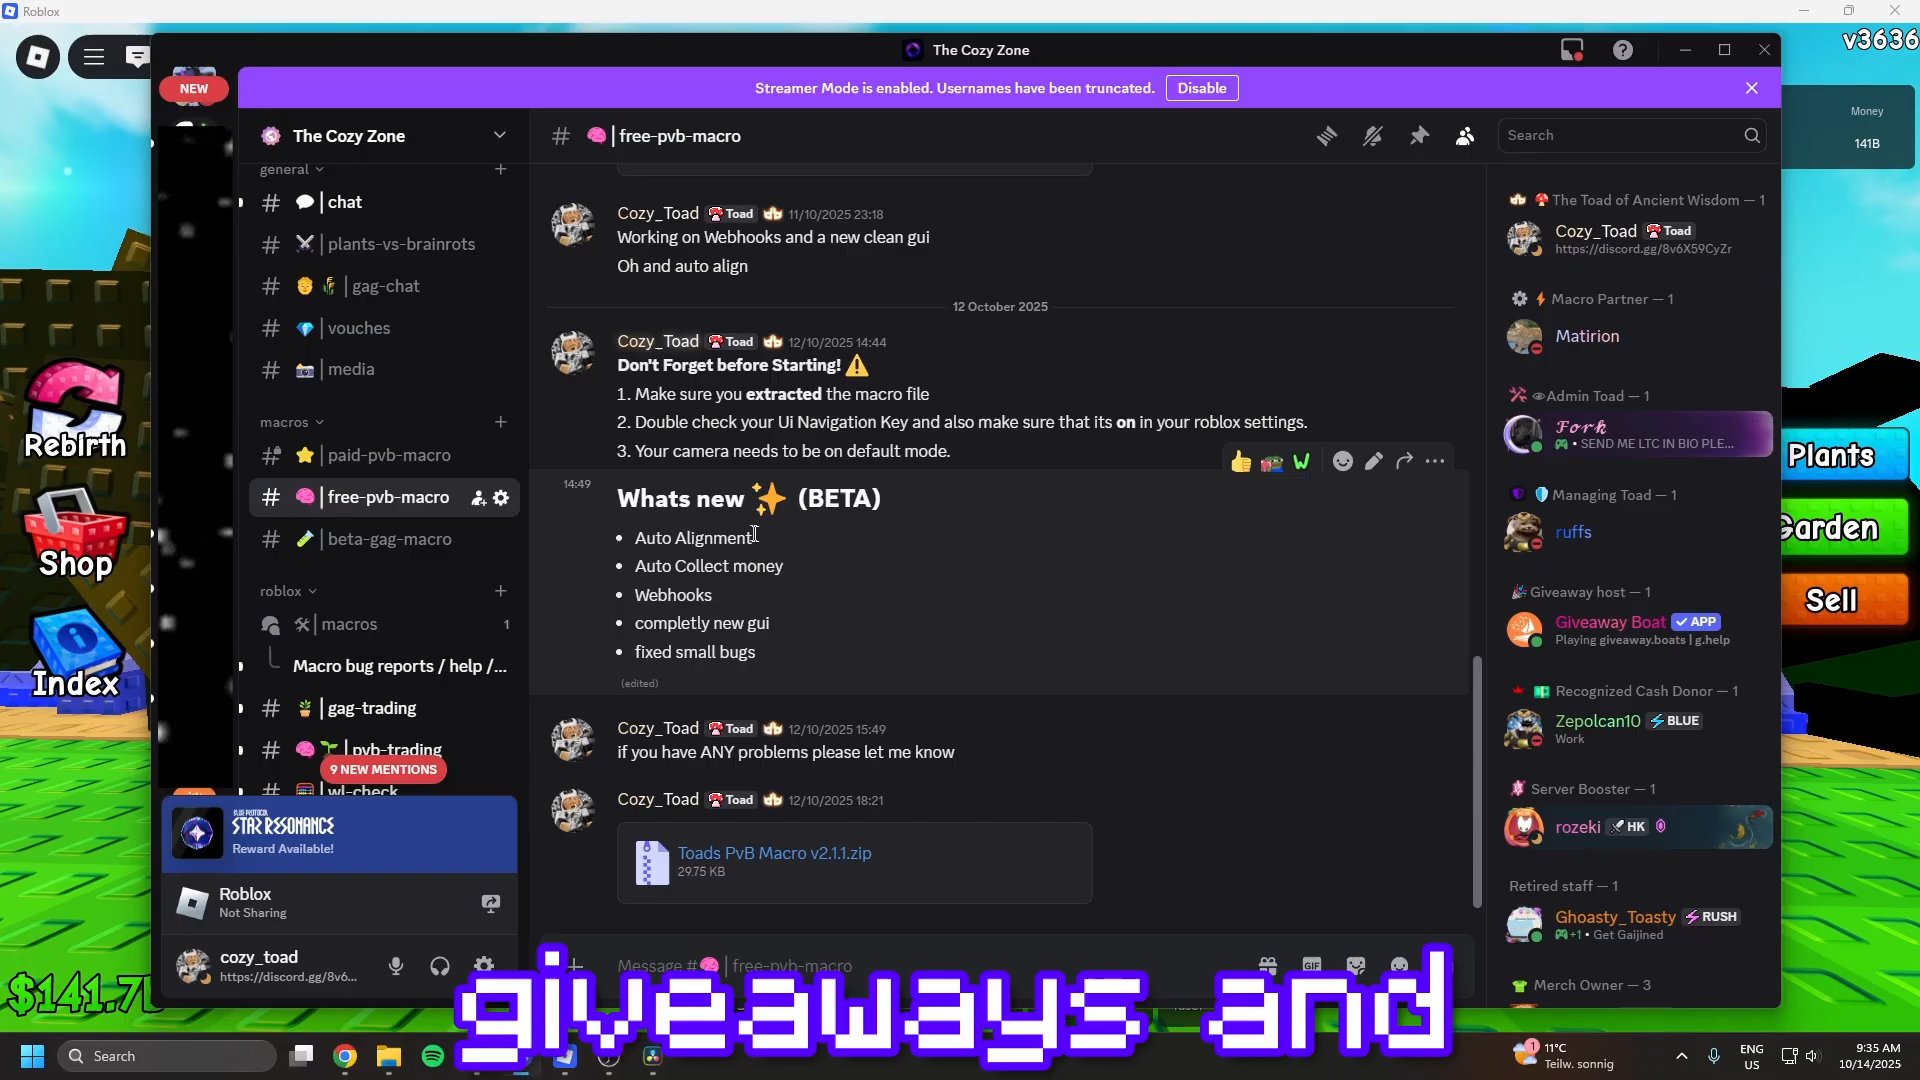 Roblox
v3636
The Cozy Zone
NEW
Streamer Mode is enabled. Usernames have been truncated.
Disable
Money
141B
The Cozy Zone
free-pvb-macro
Search
general
chat
plants-vs-brainrots
gag-chat
vouches
media
macros
paid-pvb-macro
free-pvb-macro
beta-gag-macro
roblox
macros
1
Macro bug reports / help /...
gag-trading
pvb-trading
9 NEW MENTIONS
wl-check
BLUE PROTOCOL
STAR RESONANCE
Reward Available!
Roblox
Not Sharing
cozy_toad
https://discord.gg/8v6...
Cozy_Toad Toad 11/10/2025 23:18
Working on Webhooks and a new clean gui
Oh and auto align
12 October 2025
Cozy_Toad Toad 12/10/2025 14:44
Don't Forget before Starting! ⚠️
1. Make sure you extracted the macro file
2. Double check your Ui Navigation Key and also make sure that its on in your roblox settings.
3. Your camera needs to be on default mode.
14:49
Whats new ✨ (BETA)
• Auto Alignment
• Auto Collect money
• Webhooks
• completly new gui
• fixed small bugs
(edited)
Cozy_Toad Toad 12/10/2025 15:49
if you have ANY problems please let me know
Cozy_Toad Toad 12/10/2025 18:21
Toads PvB Macro v2.1.1.zip
29.75 KB
Message # free-pvb-macro
GIF
The Toad of Ancient Wisdom — 1
Cozy_Toad Toad
https://discord.gg/8v6X59CyZr
Macro Partner — 1
Matirion
Admin Toad — 1
Fork
• SEND ME LTC IN BIO PLE...
Managing Toad — 1
ruffs
Giveaway host — 1
Giveaway Boat ✓ APP
Playing giveaway.boats | g.help
Recognized Cash Donor — 1
Zepolcan10 BLUE
Work
Server Booster — 1
rozeki HK
Retired staff — 1
Ghoasty_Toasty RUSH
+1 • Get Gaijined
Merch Owner — 3
Rebirth
Shop
Index
Plants
Garden
Sell
giveaways and
Search
1
11°C
Teilw. sonnig
ENG
US
9:35 AM
10/14/2025